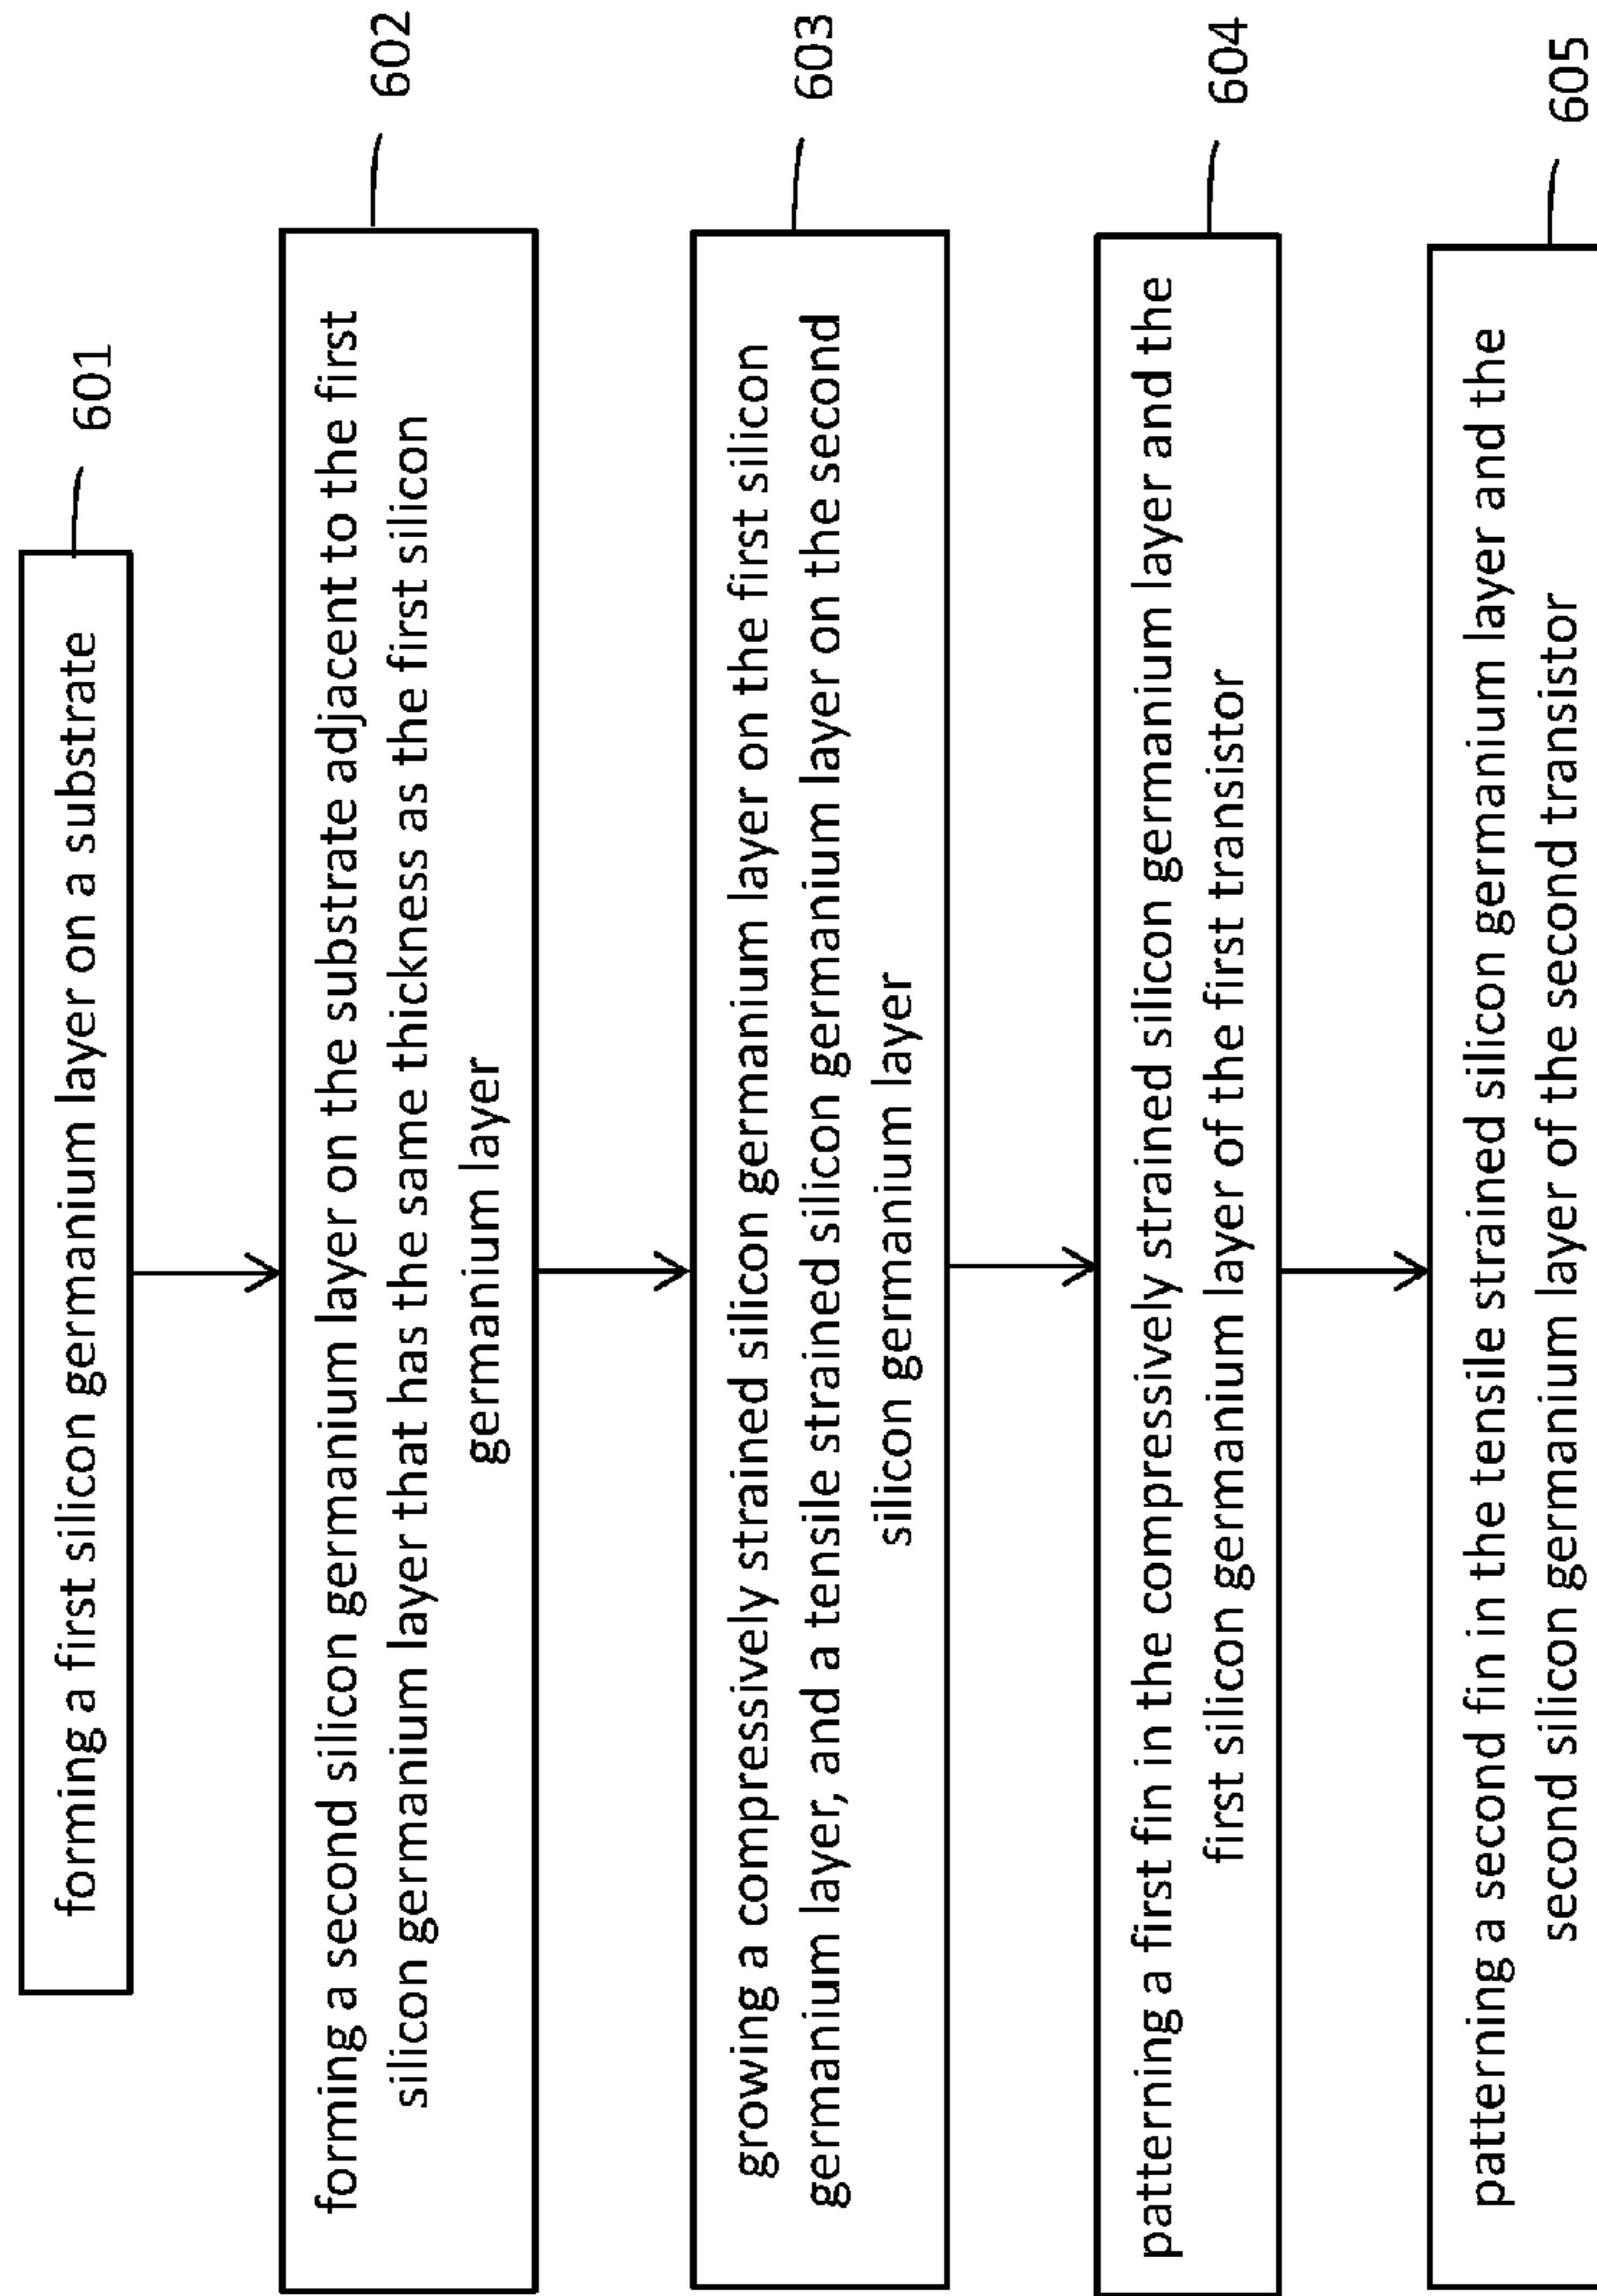 601
forming a first silicon germanium layer on a substrate
602
forming a second silicon germanium layer on the substrate adjacent to the first
silicon germanium layer that has the same thickness as the first silicon
germanium layer
603
growing a compressively strained silicon germanium layer on the first silicon
germanium layer, and a tensile strained silicon germanium layer on the second
silicon germanium layer
604
patterning a first fin in the compressively strained silicon germanium layer and the
first silicon germanium layer of the first transistor
605
patterning a second fin in the tensile strained silicon germanium layer and the
second silicon germanium layer of the second transistor